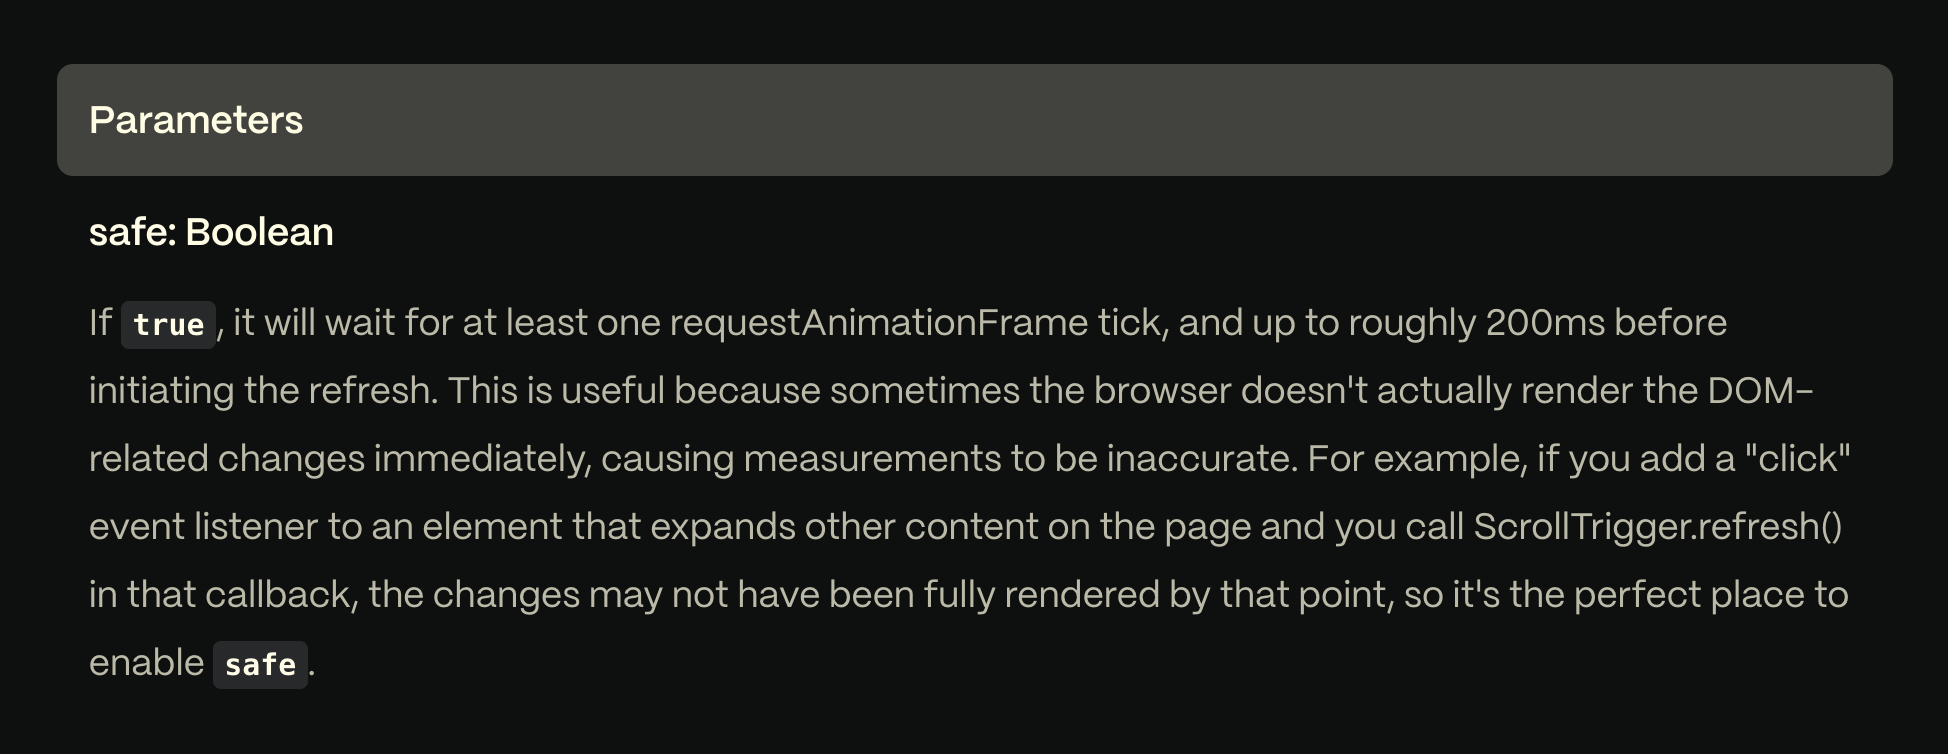 Parameters
safe: Boolean
If true, it will wait for at least one requestAnimationFrame tick, and up to roughly 200ms before
initiating the refresh. This is useful because sometimes the browser doesn't actually render the DOM-
related changes immediately, causing measurements to be inaccurate. For example, if you add a "click"
event listener to an element that expands other content on the page and you call ScrollTrigger.refresh()
in that callback, the changes may not have been fully rendered by that point, so it's the perfect place to
enable safe.